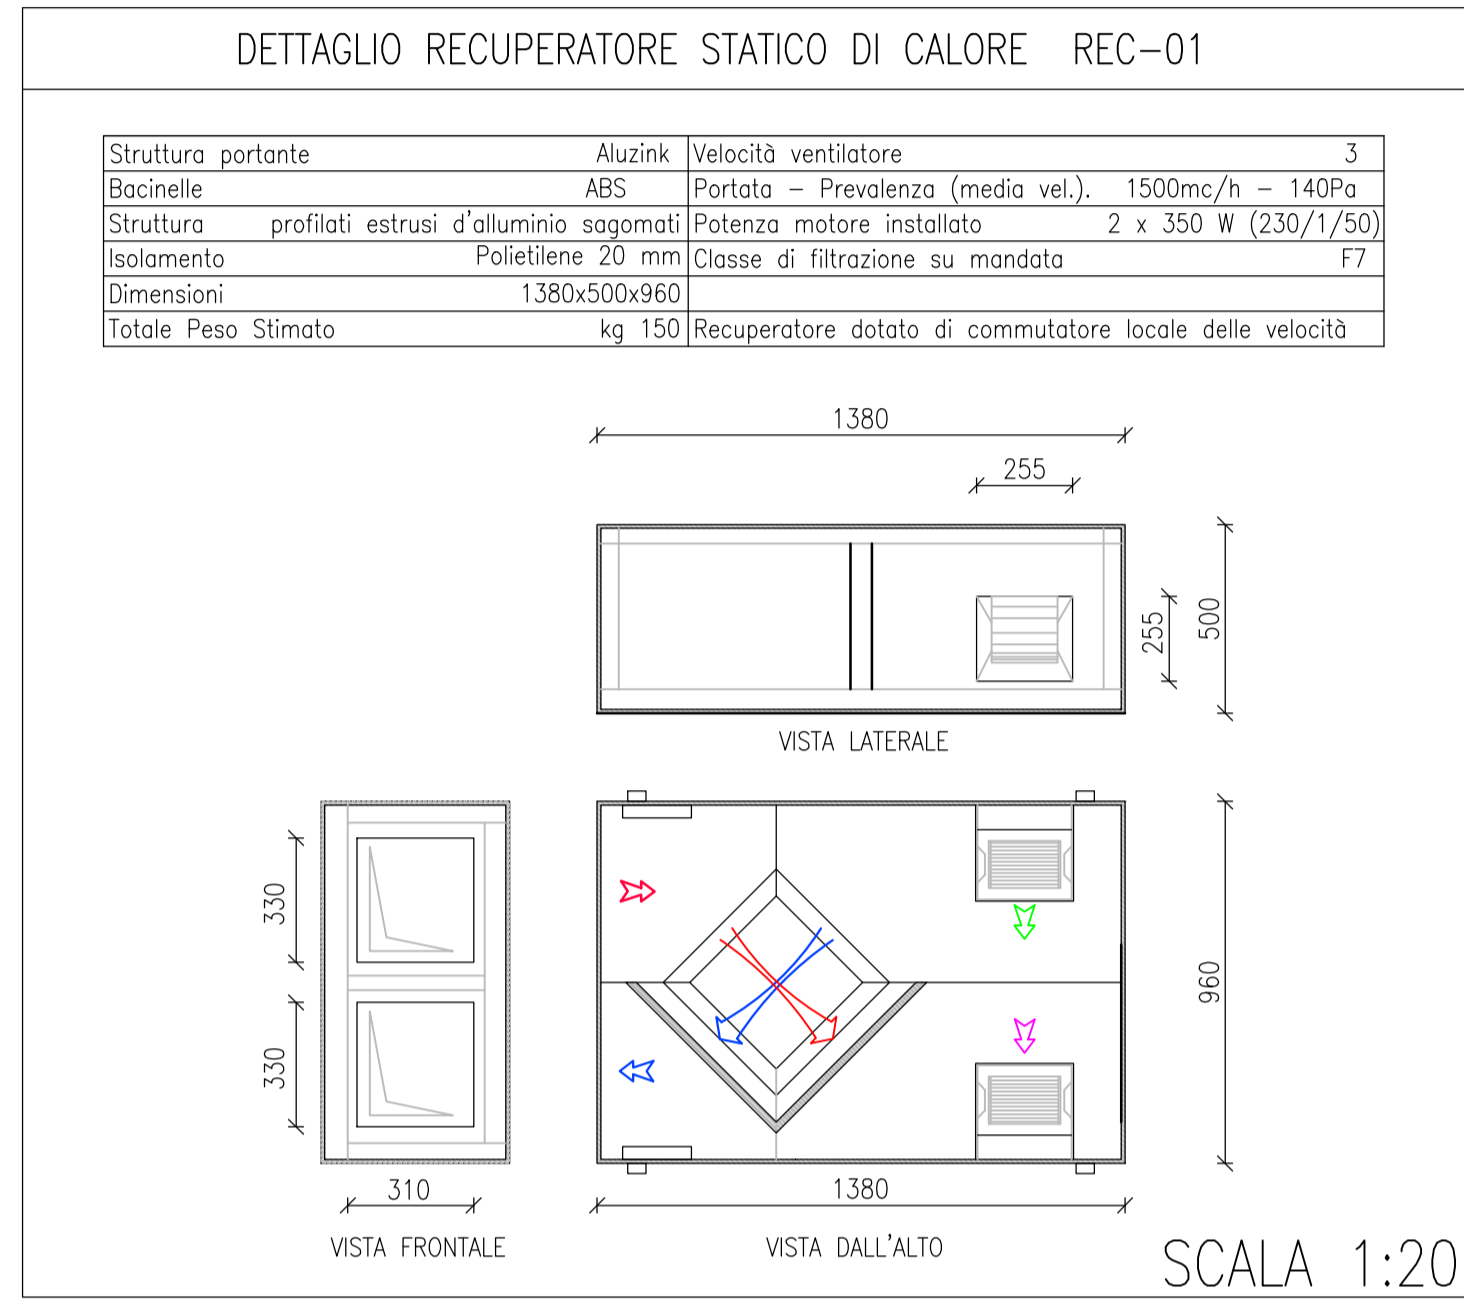 DETTAGLIO RECUPERATORE STATICO DI CALORE REC-01
Struttura portante Aluzink Velocità ventilatore 3
Bacinelle ABS Portata - Prevalenza (media vel.). 1500mc/h - 140Pa
Struttura profilati estrusi d'alluminio sagomati Potenza motore installato 2 x 350 W (230/1/50)
Isolamento Polietilene 20 mm Classe di filtrazione su mandata F7
Dimensioni 1380x500x960
Totale Peso Stimato kg 150 Recuperatore dotato di commutatore locale delle velocità
1380
255
255
500
VISTA LATERALE
330
330
960
310
1380
VISTA FRONTALE
VISTA DALL'ALTO
SCALA 1:20